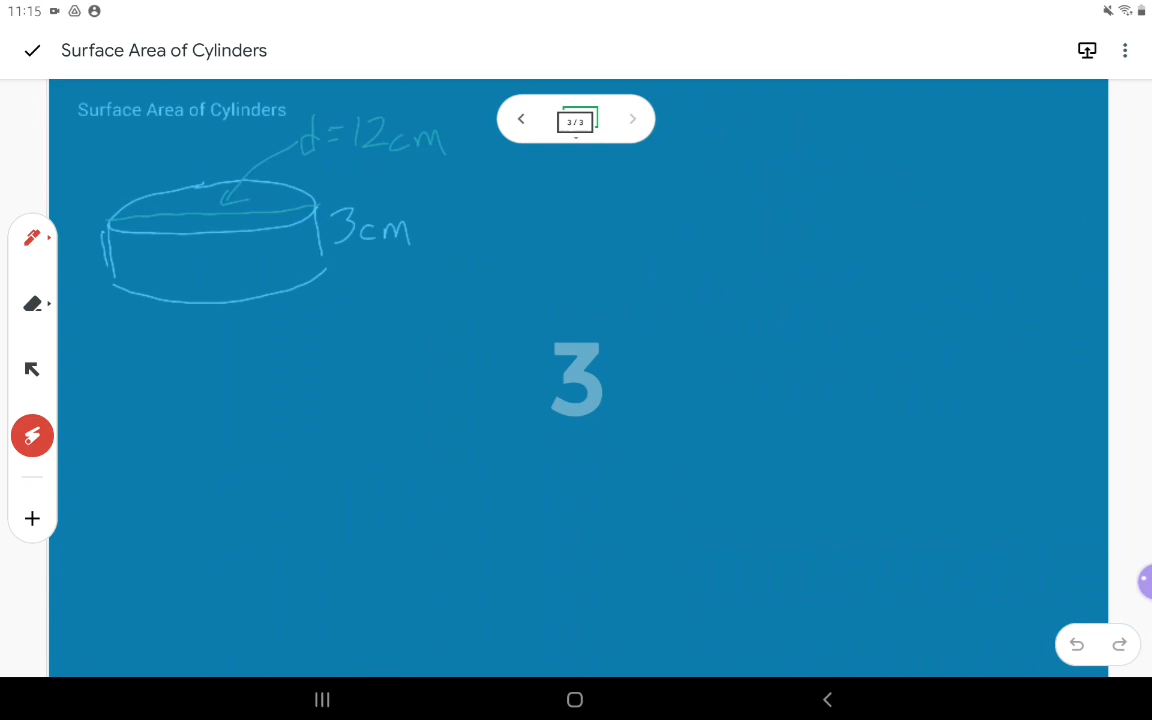 11:15
Surface Area of Cylinders
Surface Area of Cylinders
3 / 3
d=12cm
3cm
3